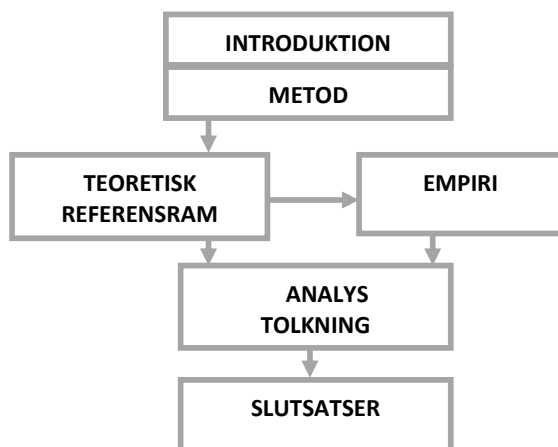 INTRODUKTION
METOD
TEORETISK
REFERENSRAM
EMPIRI
ANALYS
TOLKNING
SLUTSATSER